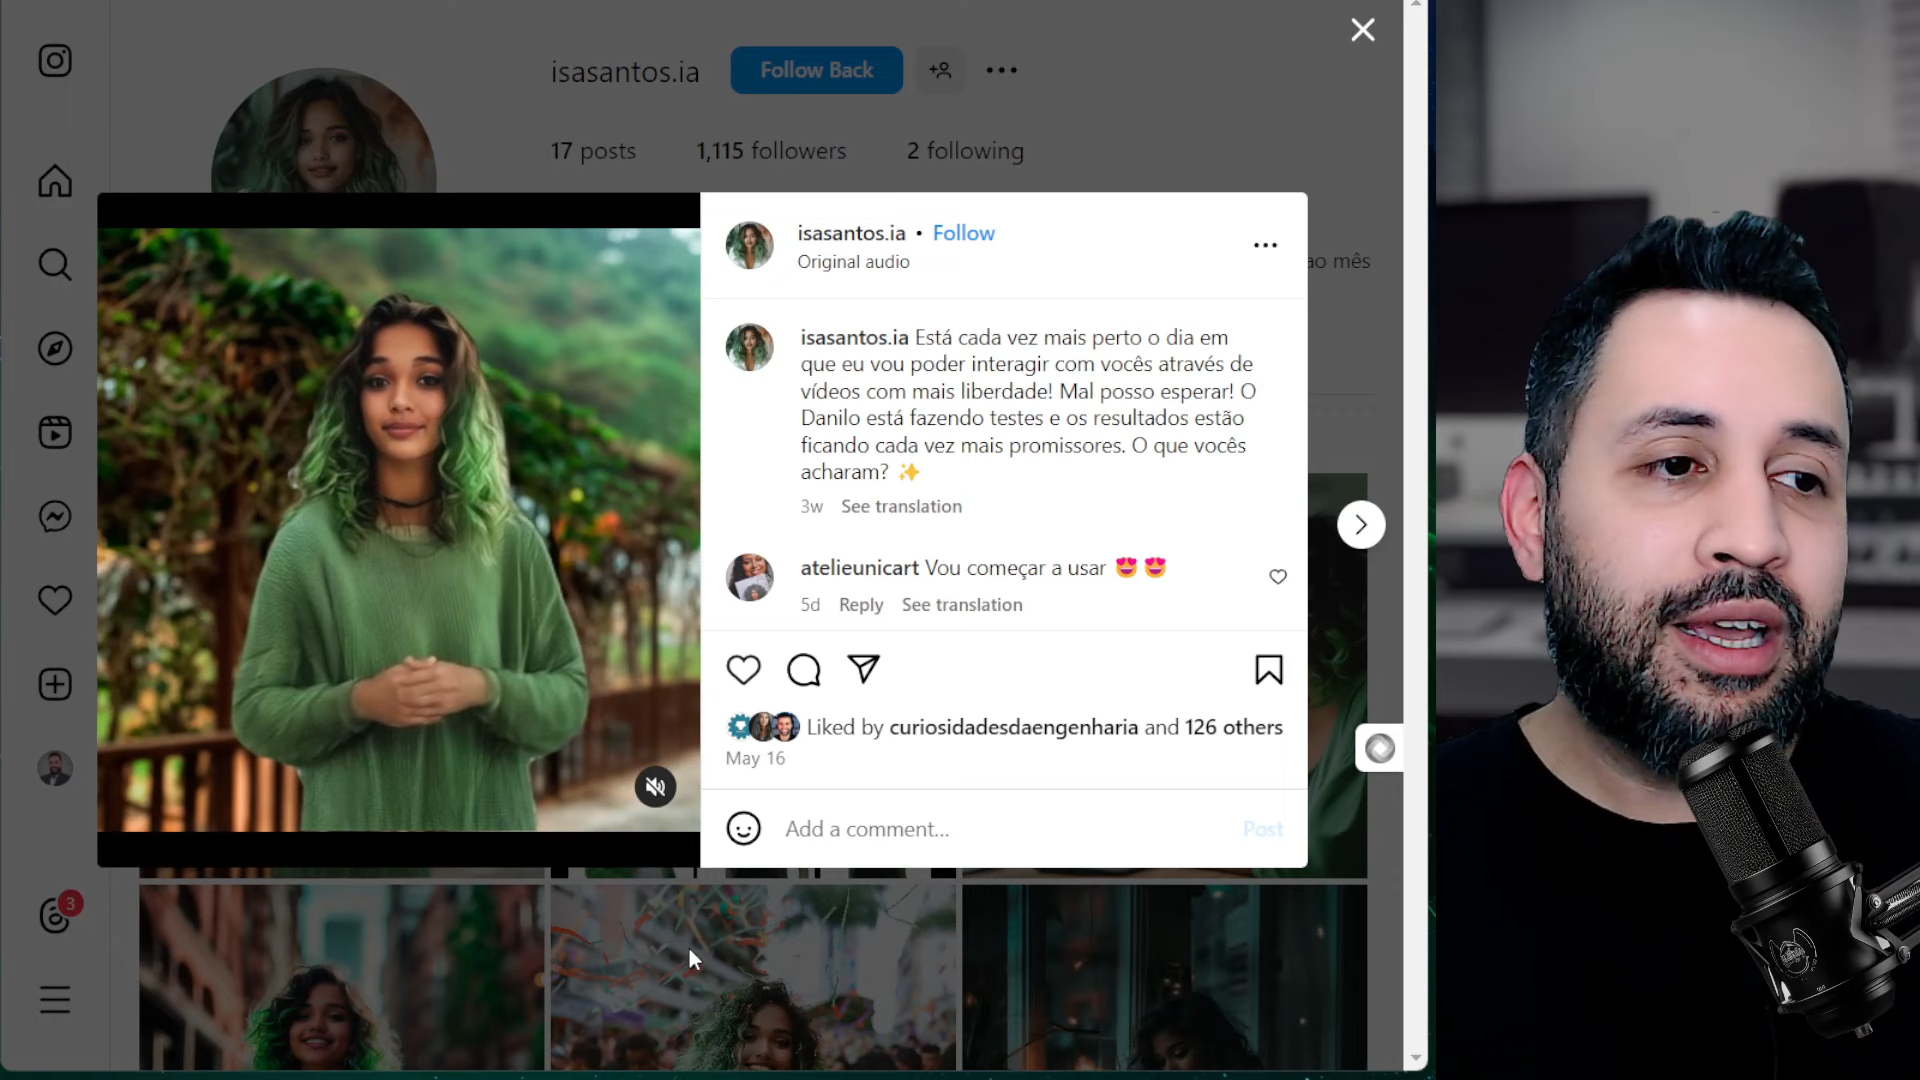 isasantos.ia Follow Back
17 posts 1,115 followers 2 following
ao mês
isasantos.ia • Follow
Original audio
isasantos.ia Está cada vez mais perto o dia em
que eu vou poder interagir com vocês através de
vídeos com mais liberdade! Mal posso esperar! O
Danilo está fazendo testes e os resultados estão
ficando cada vez mais promissores. O que vocês
acharam? ✨
3w See translation
atelieunicart Vou começar a usar 😍 😍
5d Reply See translation
Liked by curiosidadesdaengenharia and 126 others
May 16
Add a comment... Post
3